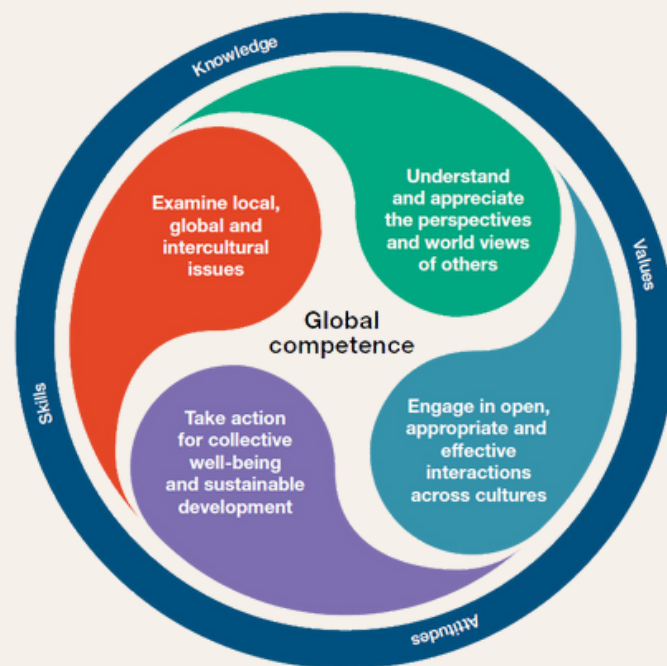 Knowledge
Examine local,
global and
intercultural
issues
Understand
and appreciate
the perspectives
and world views
of others
Values
Global
competence
Skills
Take action
for collective
well-being
and sustainable
development
Engage in open,
appropriate and
effective
interactions
across cultures
Attitudes